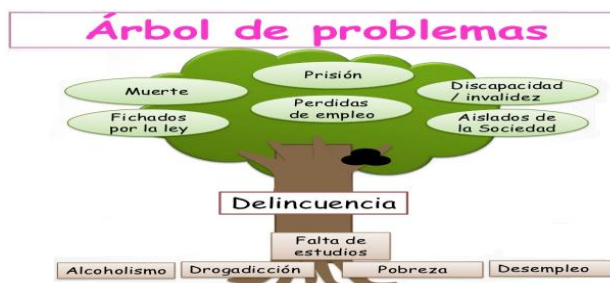 Árbol de problemas
Prisión
Muerte
Discapacidad
/ invalidez
Fichados
por la ley
Perdidas
de empleo
Aislados de
la Sociedad
Delincuencia
Falta de
estudios
Alcoholismo
Drogadicción
Pobreza
Desempleo